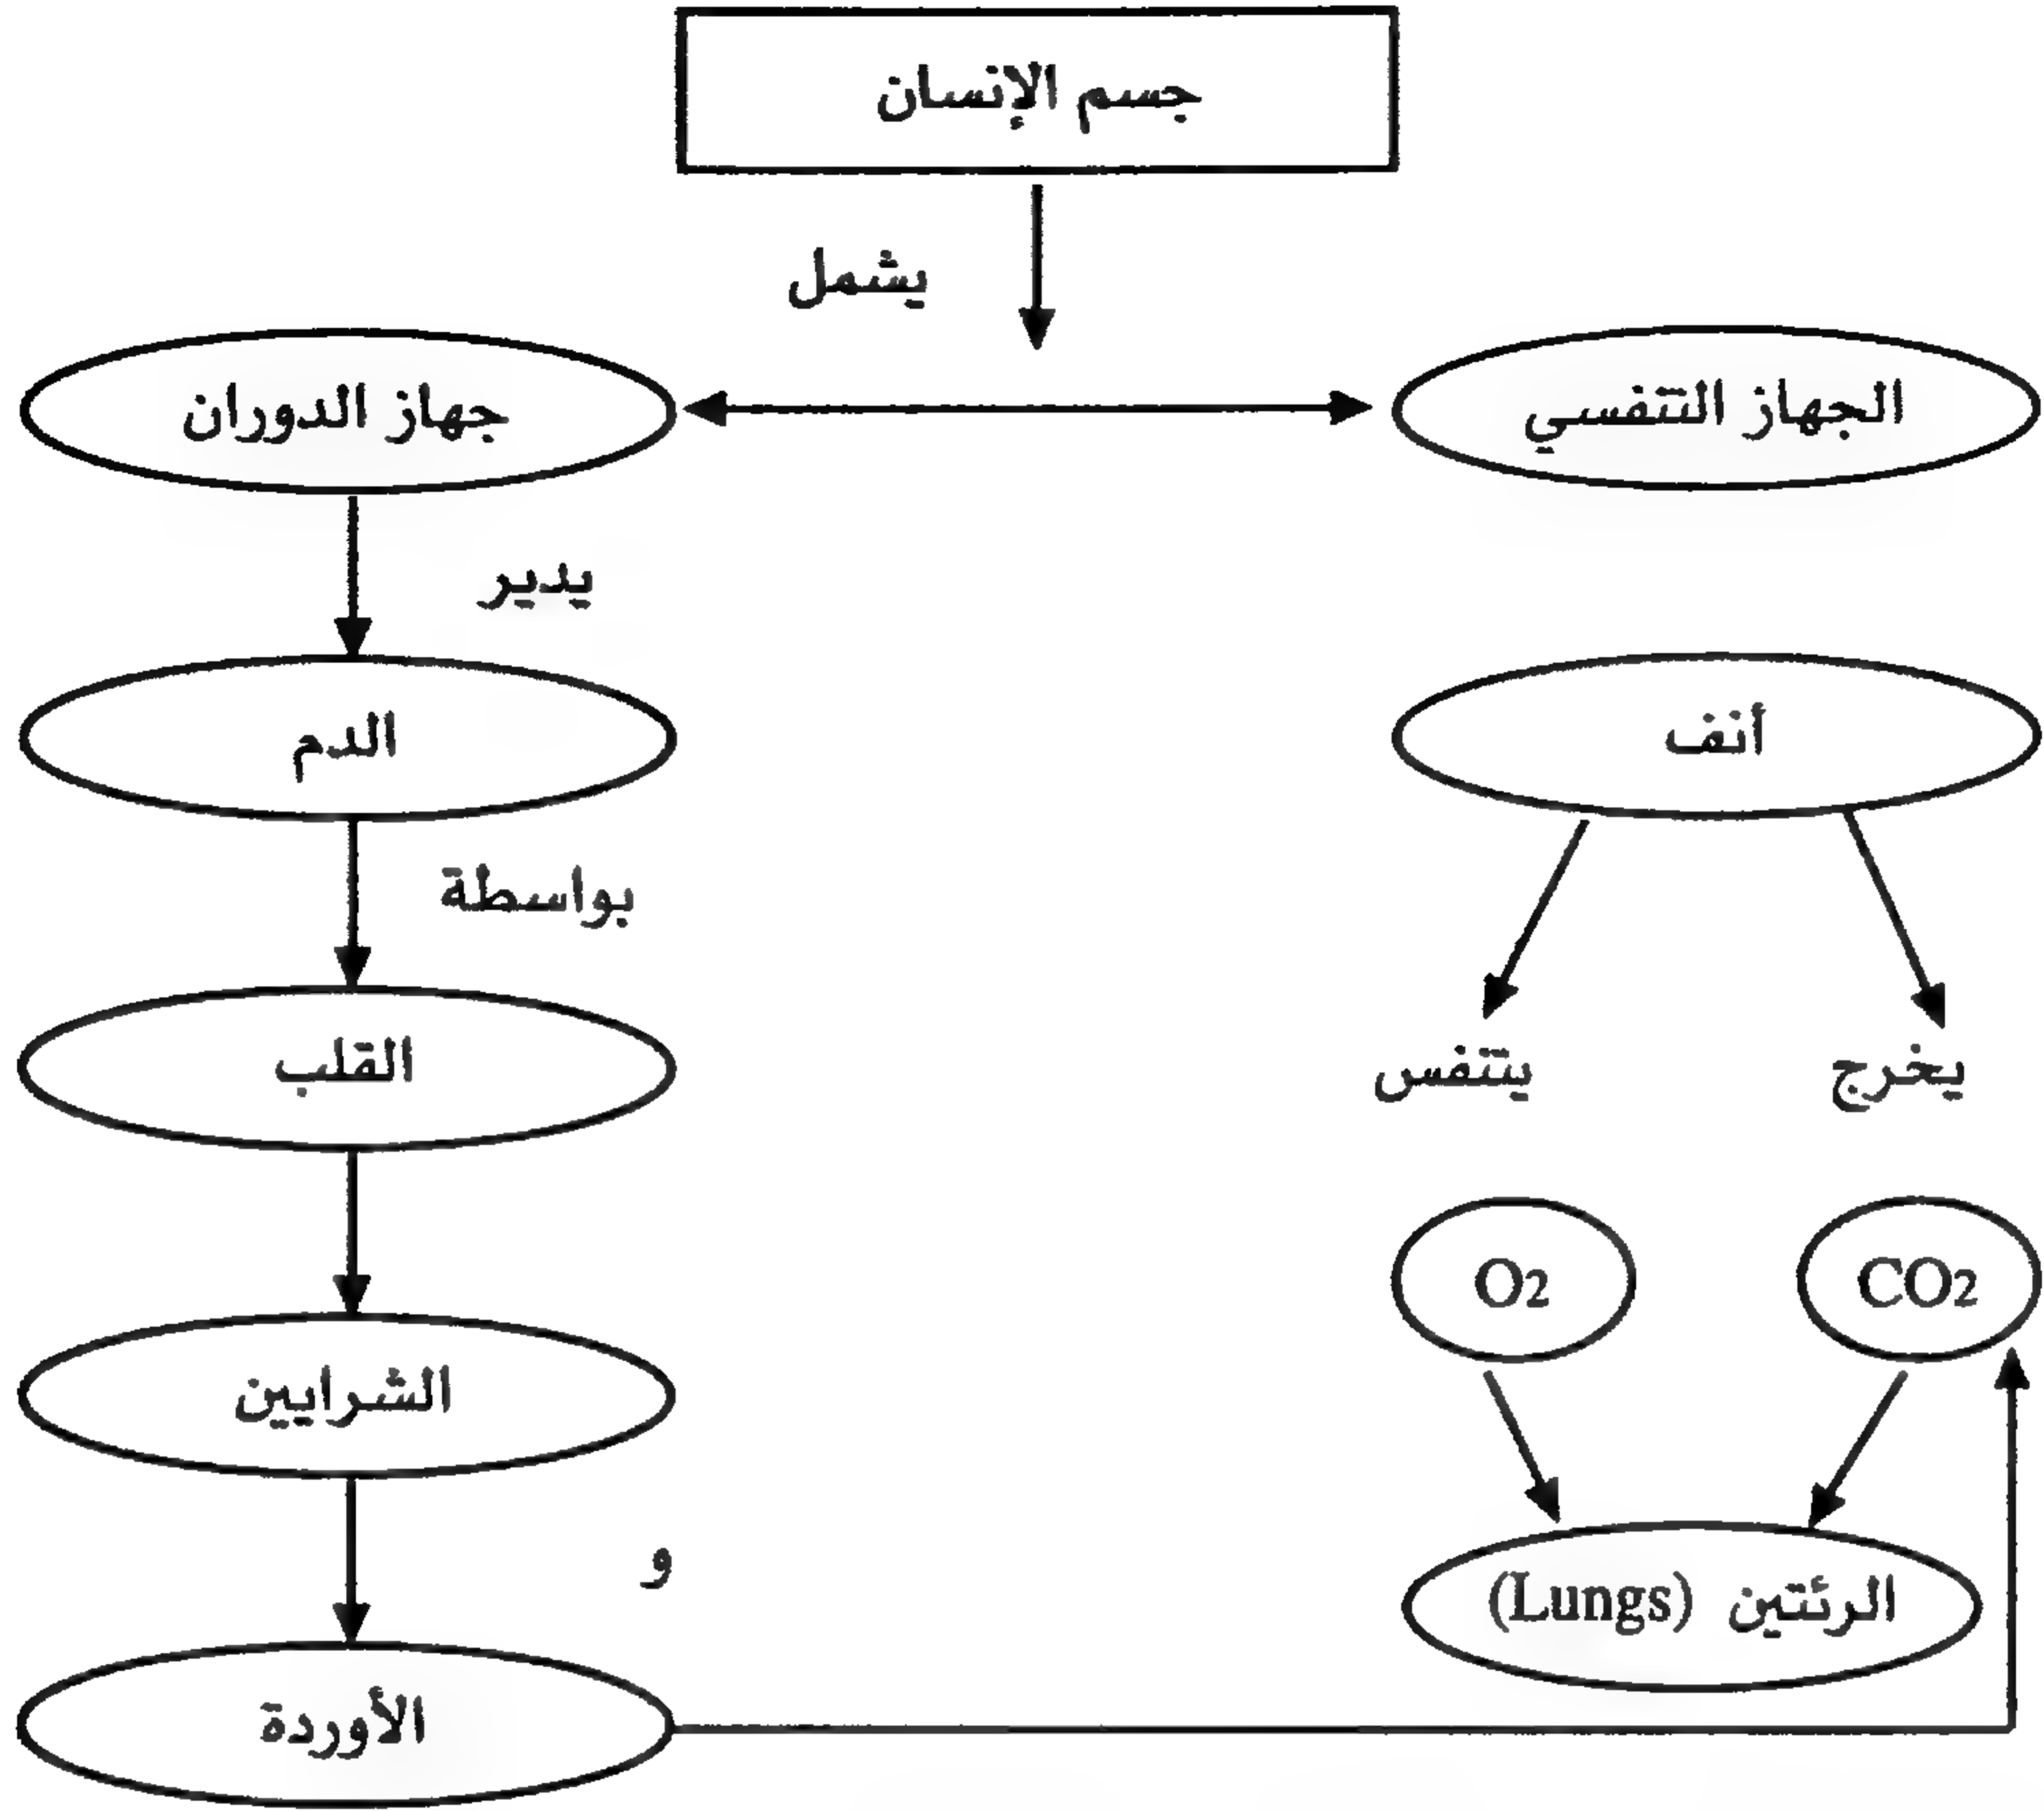 جسم الإنسان
يشمل
الجهاز التنفسي
جهاز الدوران
يدير
أنف
الدم
بواسطة
يخرج
يتنفس
القلب
CO2
O2
الشرايين
و
الرئتين (Lungs)
الأوردة